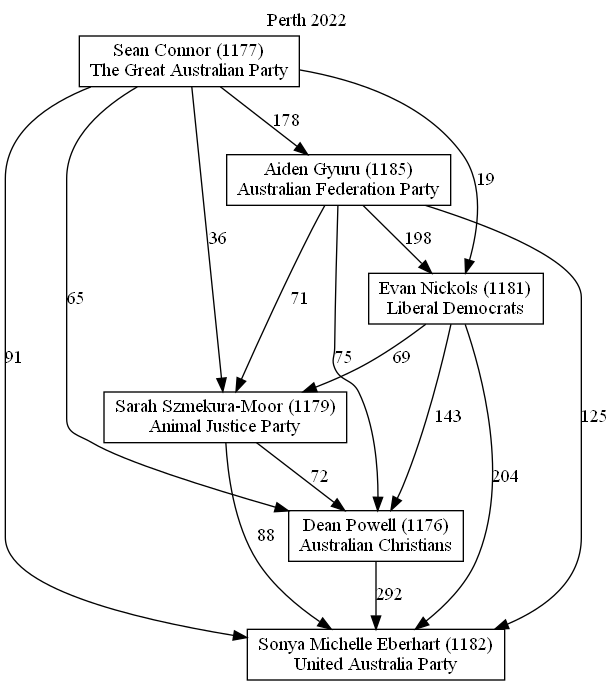 Perth 2022
Sean Connor (1177)
The Great Australian Party
178
Aiden Gyuru (1185)
Australian Federation Party
19
36
198
Evan Nickols (1181)
Liberal Democrats
65
71
91
75
69
Sarah Szmekura-Moor (1179)
Animal Justice Party
143
125
72
204
88
Dean Powell (1176)
Australian Christians
292
Sonya Michelle Eberhart (1182)
United Australia Party